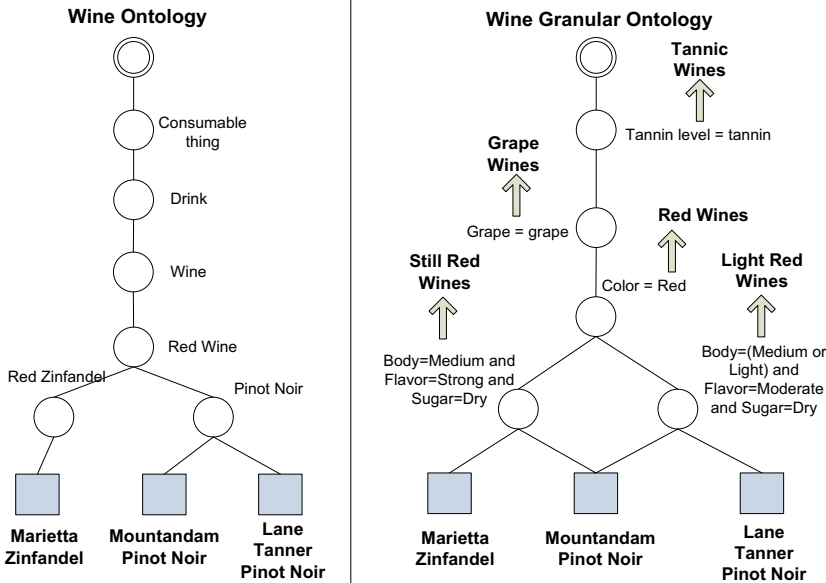 Wine Ontology
Consumable
thing
Drink
Wine
Red Wine
Red Zinfandel
Pinot Noir
Marietta
Zinfandel
Mountandam
Pinot Noir
Lane
Tanner
Pinot Noir
Wine Granular Ontology
Tannic
Wines
Tannin level = tannin
Grape
Wines
Grape = grape
Red Wines
Color = Red
Still Red
Wines
Body=Medium and
Flavor=Strong and
Sugar=Dry
Light Red
Wines
Body=(Medium or
Light) and
Flavor=Moderate
and Sugar=Dry
Marietta
Zinfandel
Mountandam
Pinot Noir
Lane
Tanner
Pinot Noir